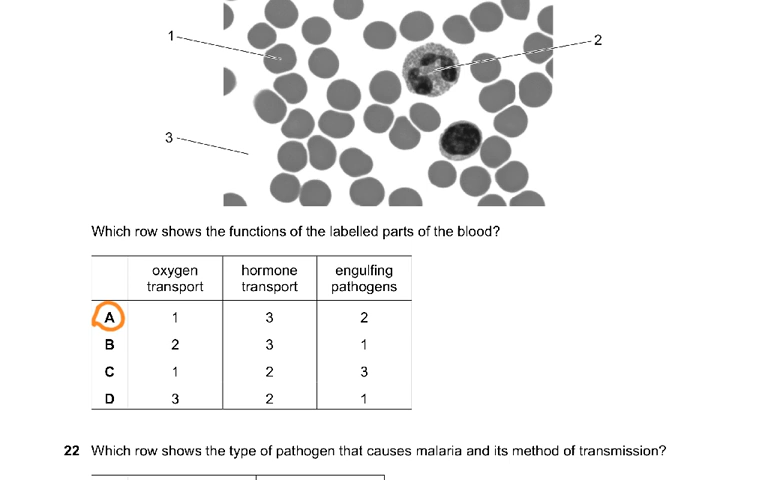 1
2
3
Which row shows the functions of the labelled parts of the blood?
oxygen transport hormone transport engulfing pathogens
A 1 3 2
B 2 3 1
C 1 2 3
D 3 2 1
22 Which row shows the type of pathogen that causes malaria and its method of transmission?